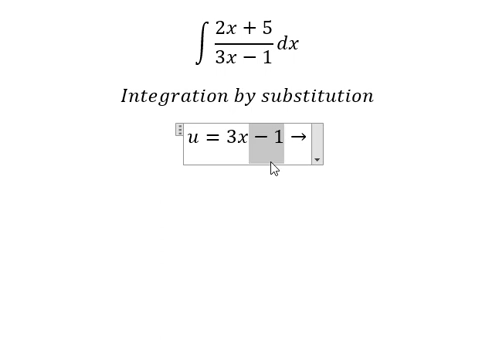 ∫ (2x + 5)/(3x − 1) dx
Integration by substitution
u = 3x − 1 →